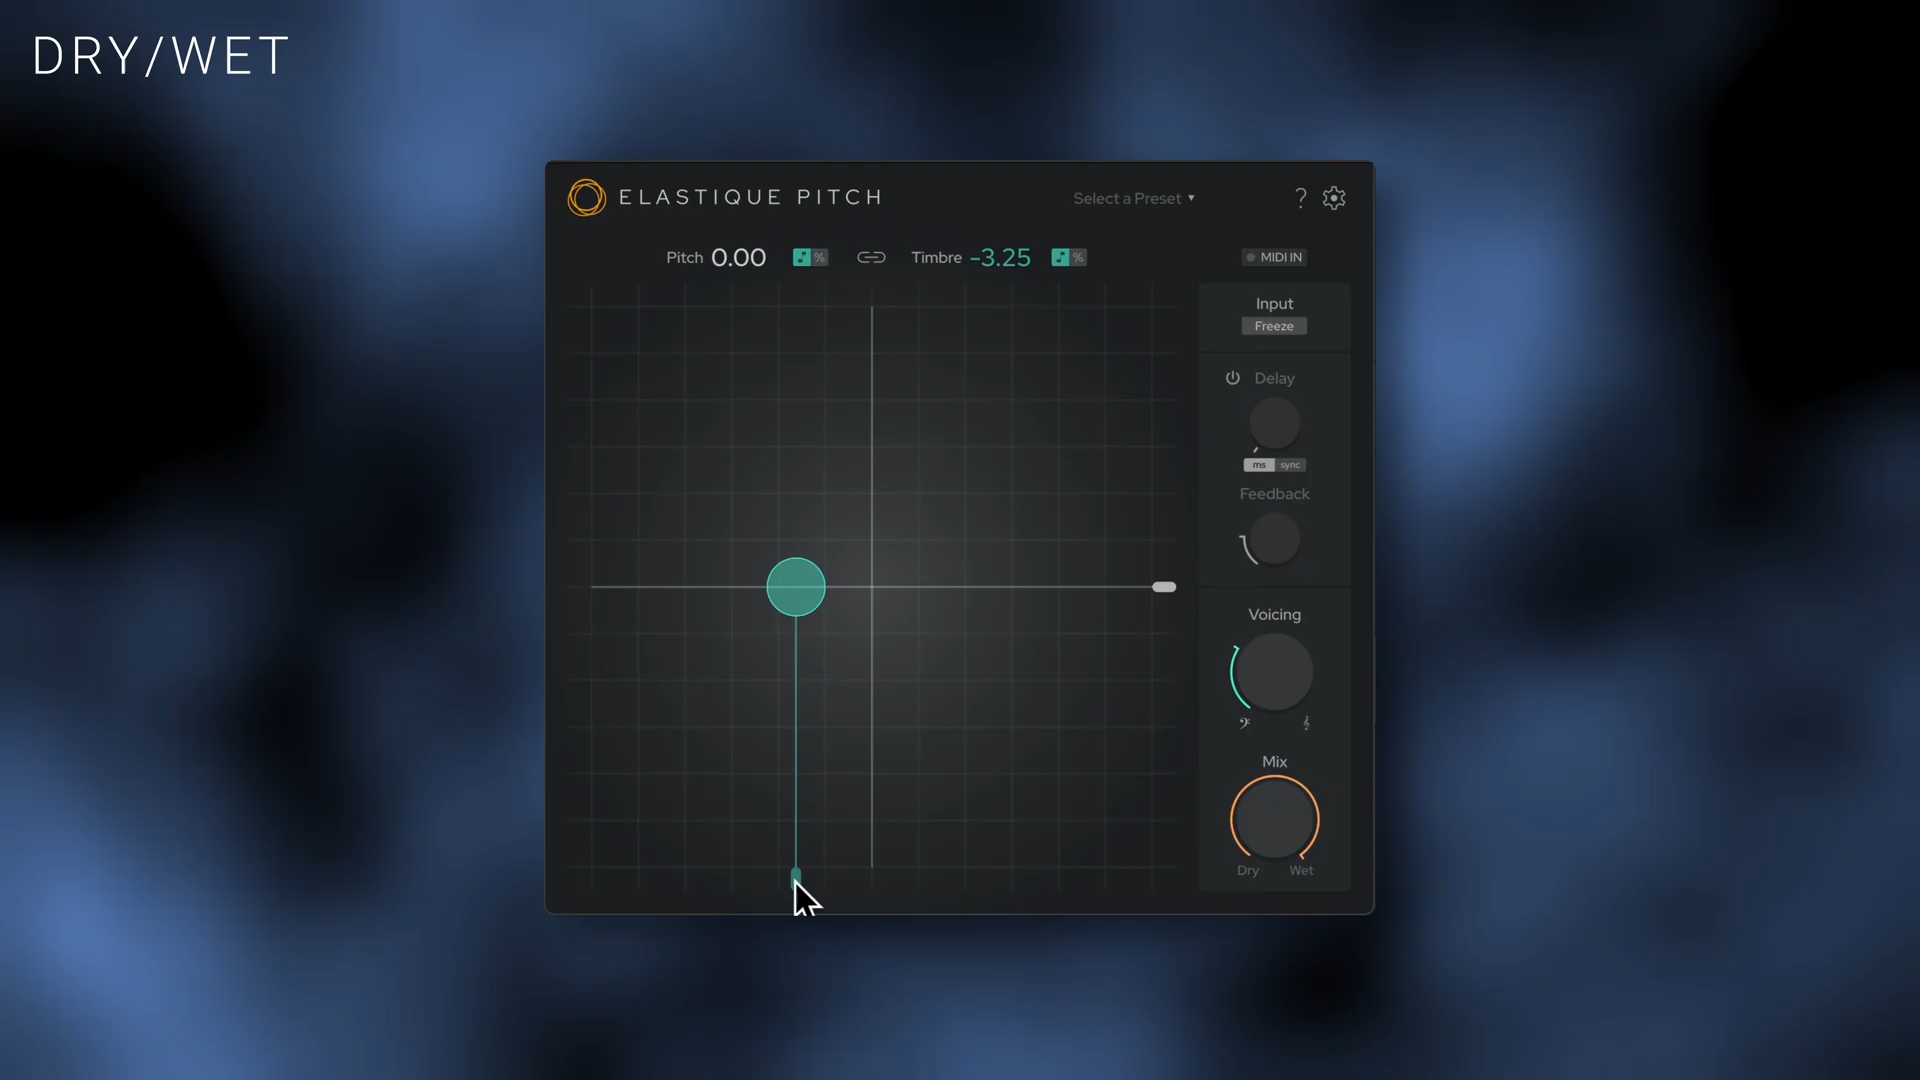 DRY/WET
ELASTIQUE PITCH
Select a Preset
?
Pitch 0.00
%
Timbre -3.25
%
MIDI IN
Input
Freeze
Delay
ms sync
Feedback
Voicing
Mix
Dry Wet